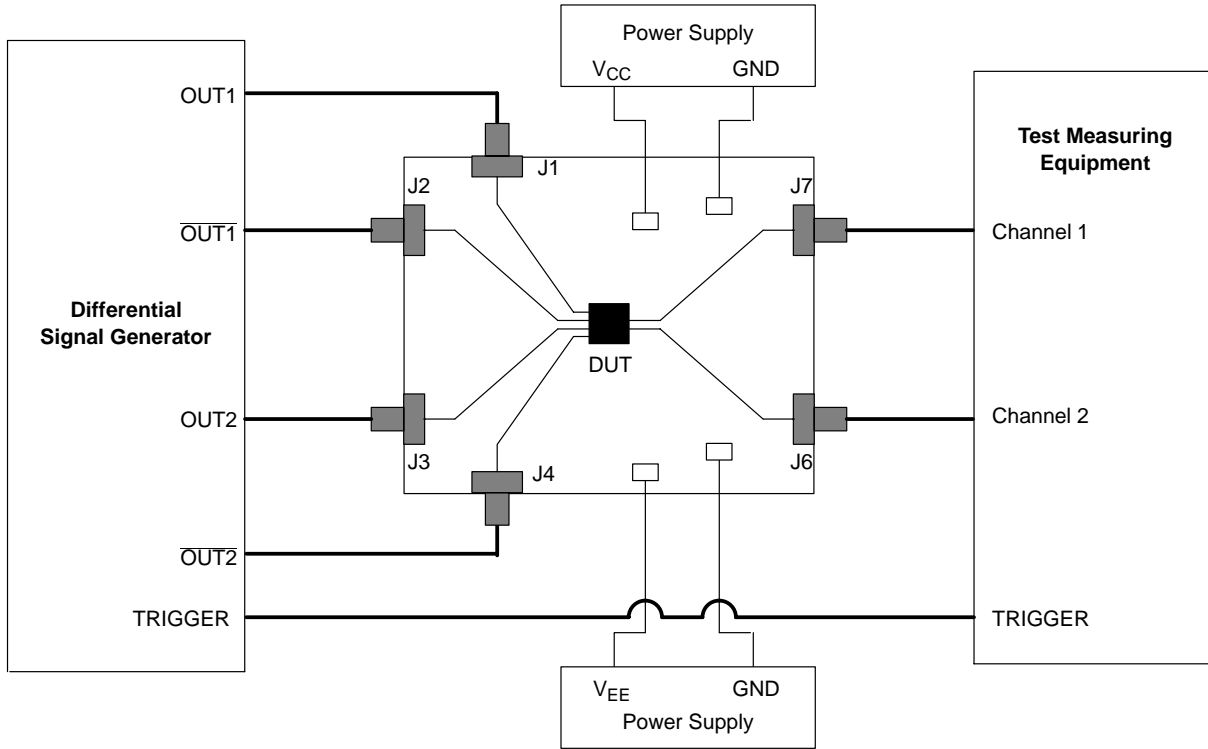 Power Supply
VCC GND
OUT1
Test Measuring
Equipment
J1
J2 J7
OUT1 Channel 1
Differential
Signal Generator
DUT
OUT2 Channel 2
J3 J4 J6
OUT2
TRIGGER TRIGGER
VEE GND
Power Supply